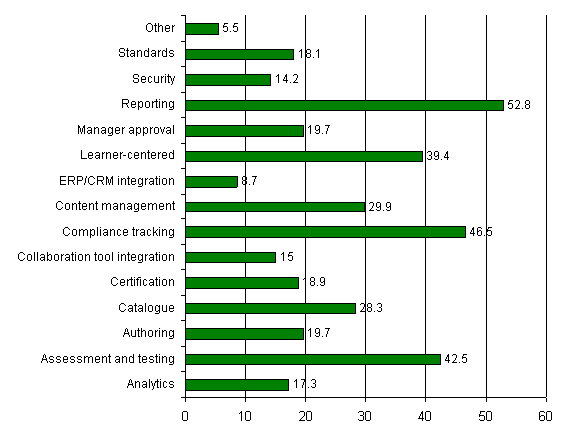 Other 5.5
Standards 18.1
Security 14.2
Reporting 52.8
Manager approval 19.7
Learner-centered 39.4
ERP/CRM integration 8.7
Content management 29.9
Compliance tracking 46.5
Collaboration tool integration 15
Certification 18.9
Catalogue 28.3
Authoring 19.7
Assessment and testing 42.5
Analytics 17.3
0 10 20 30 40 50 60